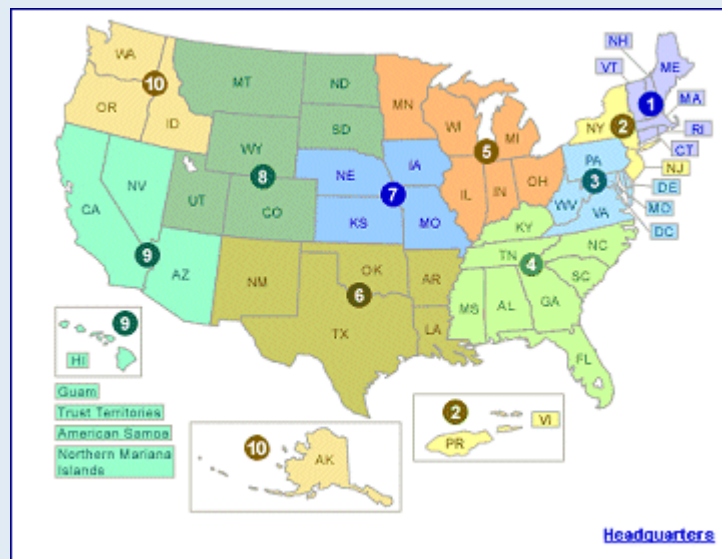 NH
WA
ME
VT
MT
ND
10
MN
1
MA
OR
ID
WI
MI
NY
2
RI
SD
CT
WY
5
NJ
IA
PA
NE
8
3
DE
NV
7
OH
IL
IN
WV
MD
UT
CO
CA
VA
KS
MO
DC
KY
NC
9
TN
4
AZ
OK
AR
SC
NM
6
MS
AL
GA
9
LA
TX
HI
FL
Guam
Trust Territories
2
American Samoa
VI
Northern Mariana
Islands
10
PR
AK
Headquarters